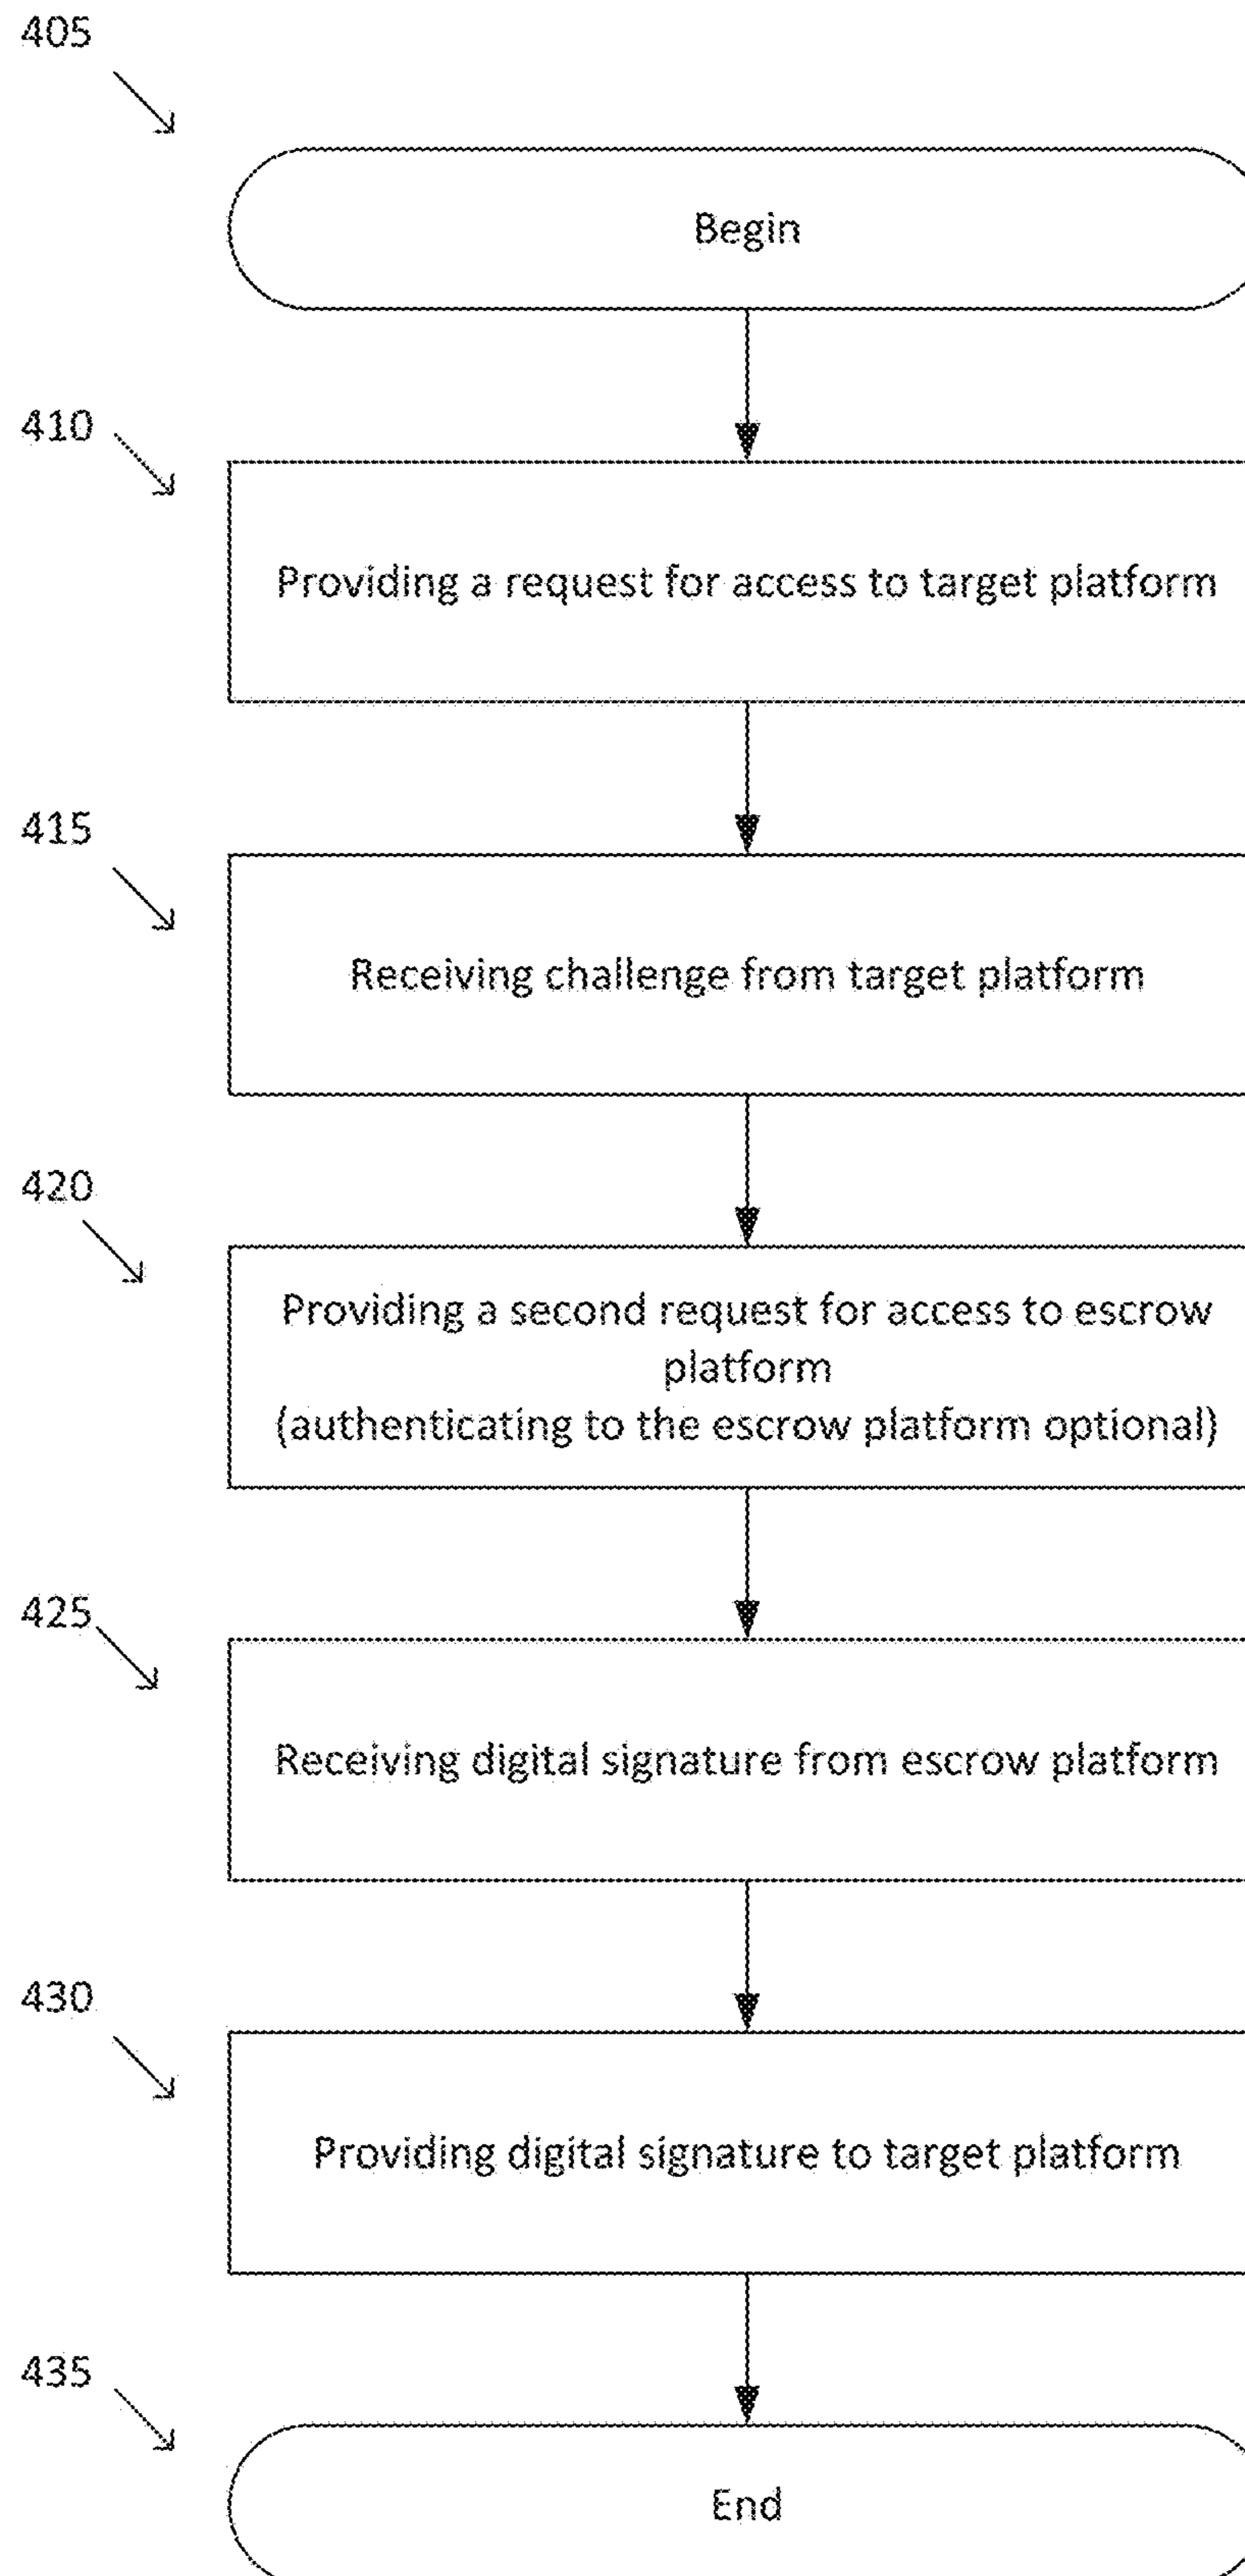 405
Begin
410
Providing a request for access to target platform
415
Receiving challenge from target platform
420
Providing a second request for access to escrow
platform
(authenticating to the escrow platform optional)
425
Receiving digital signature from escrow platform
430
Providing digital signature to target platform
435
End